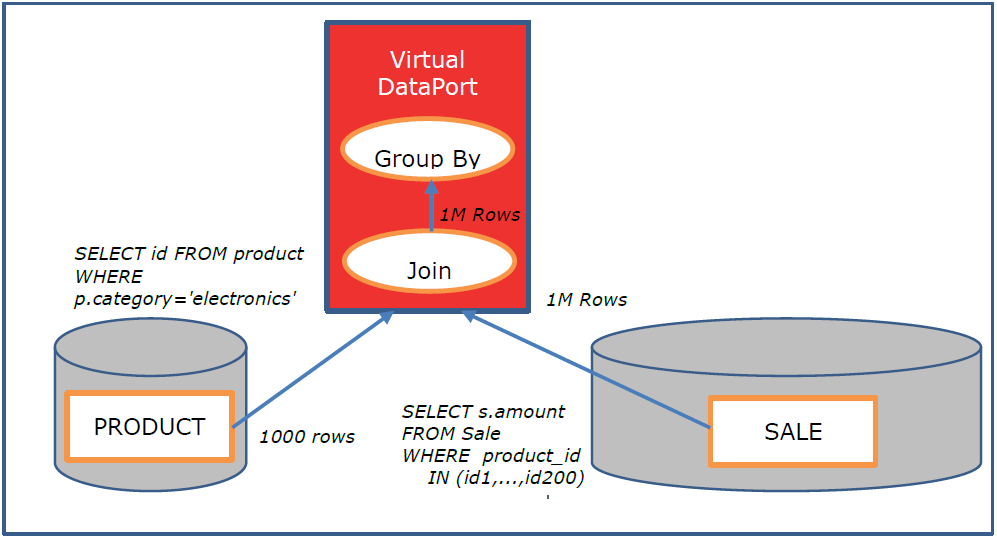 Virtual
DataPort
Group By
1M Rows
Join
SELECT id FROM product
WHERE
p.category='electronics'
1M Rows
PRODUCT
1000 rows
SELECT s.amount
FROM Sale
WHERE product_id
IN (id1,...,id200)
SALE